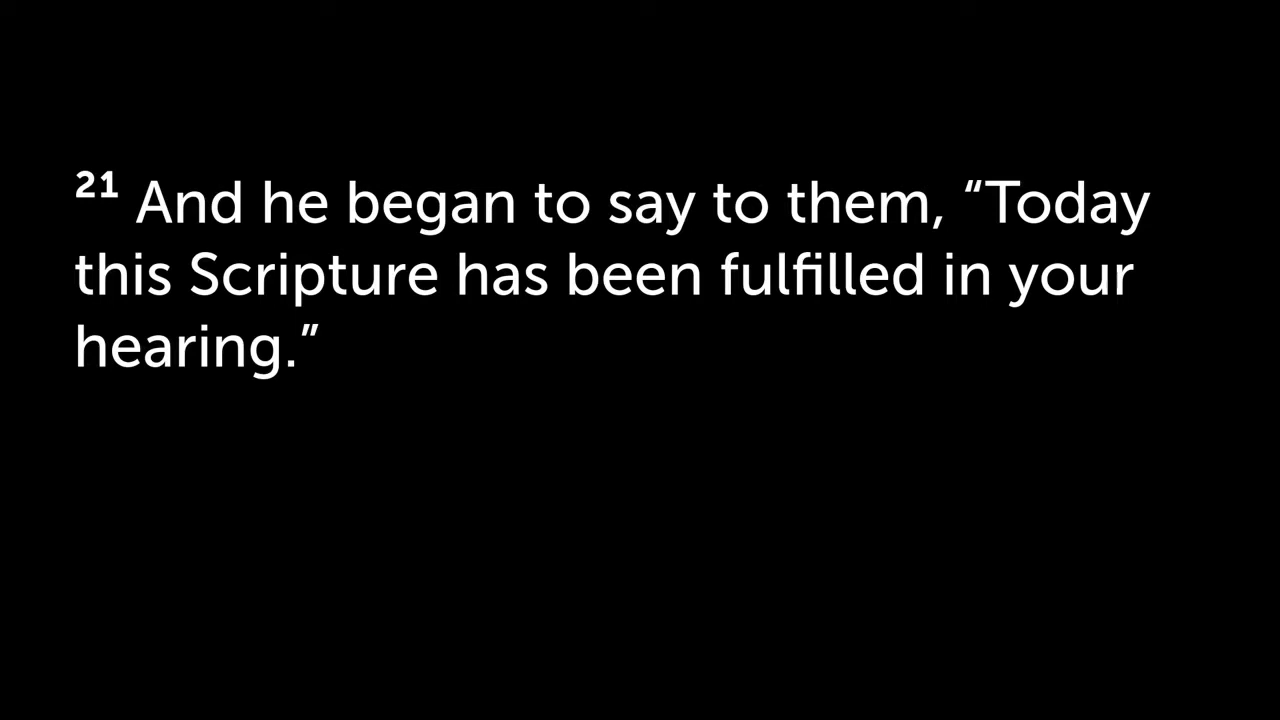 21 And he began to say to them, “Today
this Scripture has been fulfilled in your
hearing.”